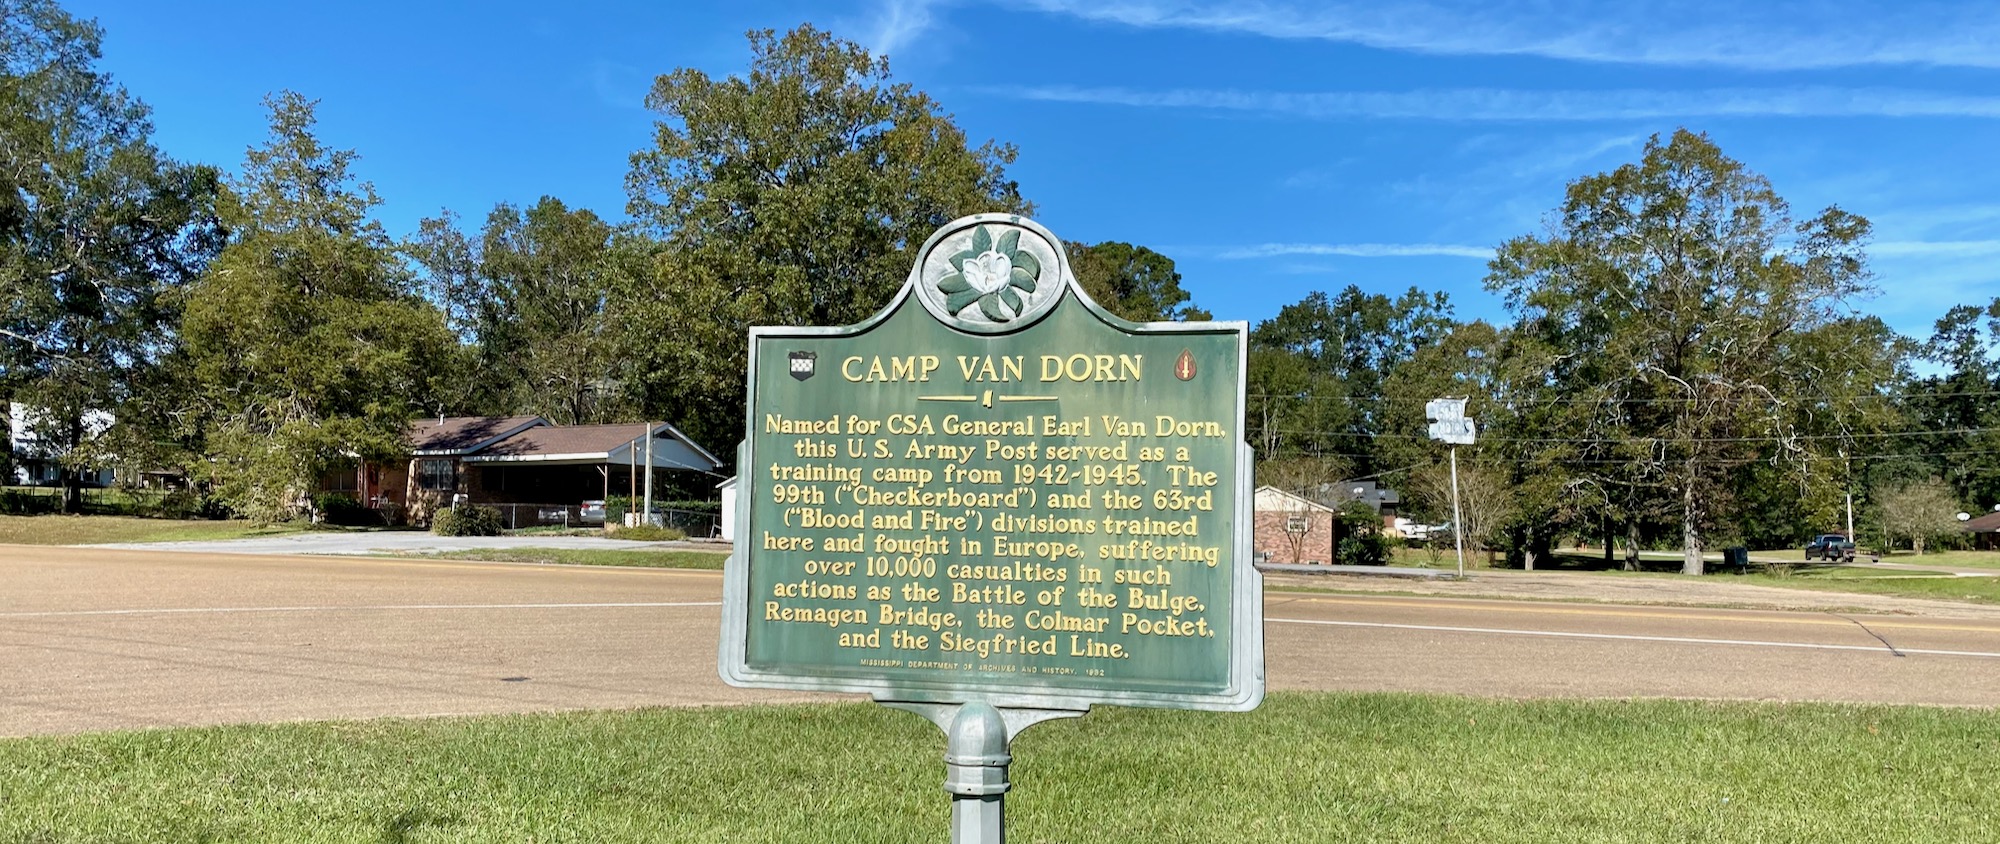 CAMP VAN DORN
Named for CSA General Earl Van Dorn,
this U. S. Army Post served as a
training camp from 1942-1945. The
99th ("Checkerboard") and the 63rd
("Blood and Fire") divisions trained
here and fought in Europe, suffering
over 10,000 casualties in such
actions as the Battle of the Bulge,
Remagen Bridge, the Colmar Pocket,
and the Siegfried Line.
MISSISSIPPI DEPARTMENT OF ARCHIVES AND HISTORY, 1992